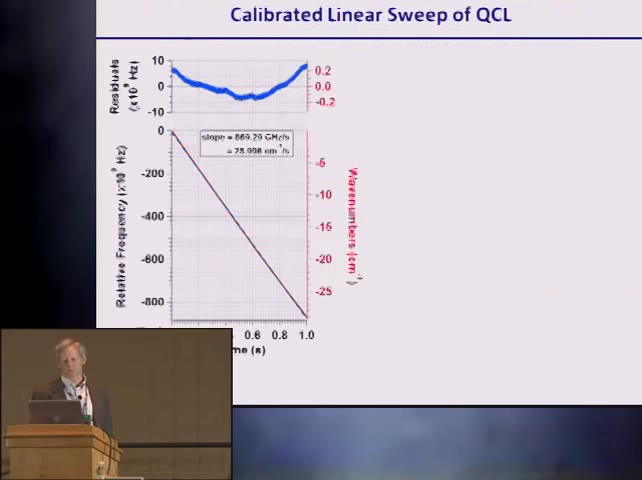 Calibrated Linear Sweep of QCL
Residuals
(x10⁹ Hz)
10
0
-10
0.2
0.0
-0.2
slope = 869.29 GHz/s
= 28.996 cm⁻¹/s
Relative Frequency (x10⁹ Hz)
0
-200
-400
-600
-800
-5
-10
-15
-20
-25
Wavenumbers (cm⁻¹)
0.6 0.8 1.0
me (s)